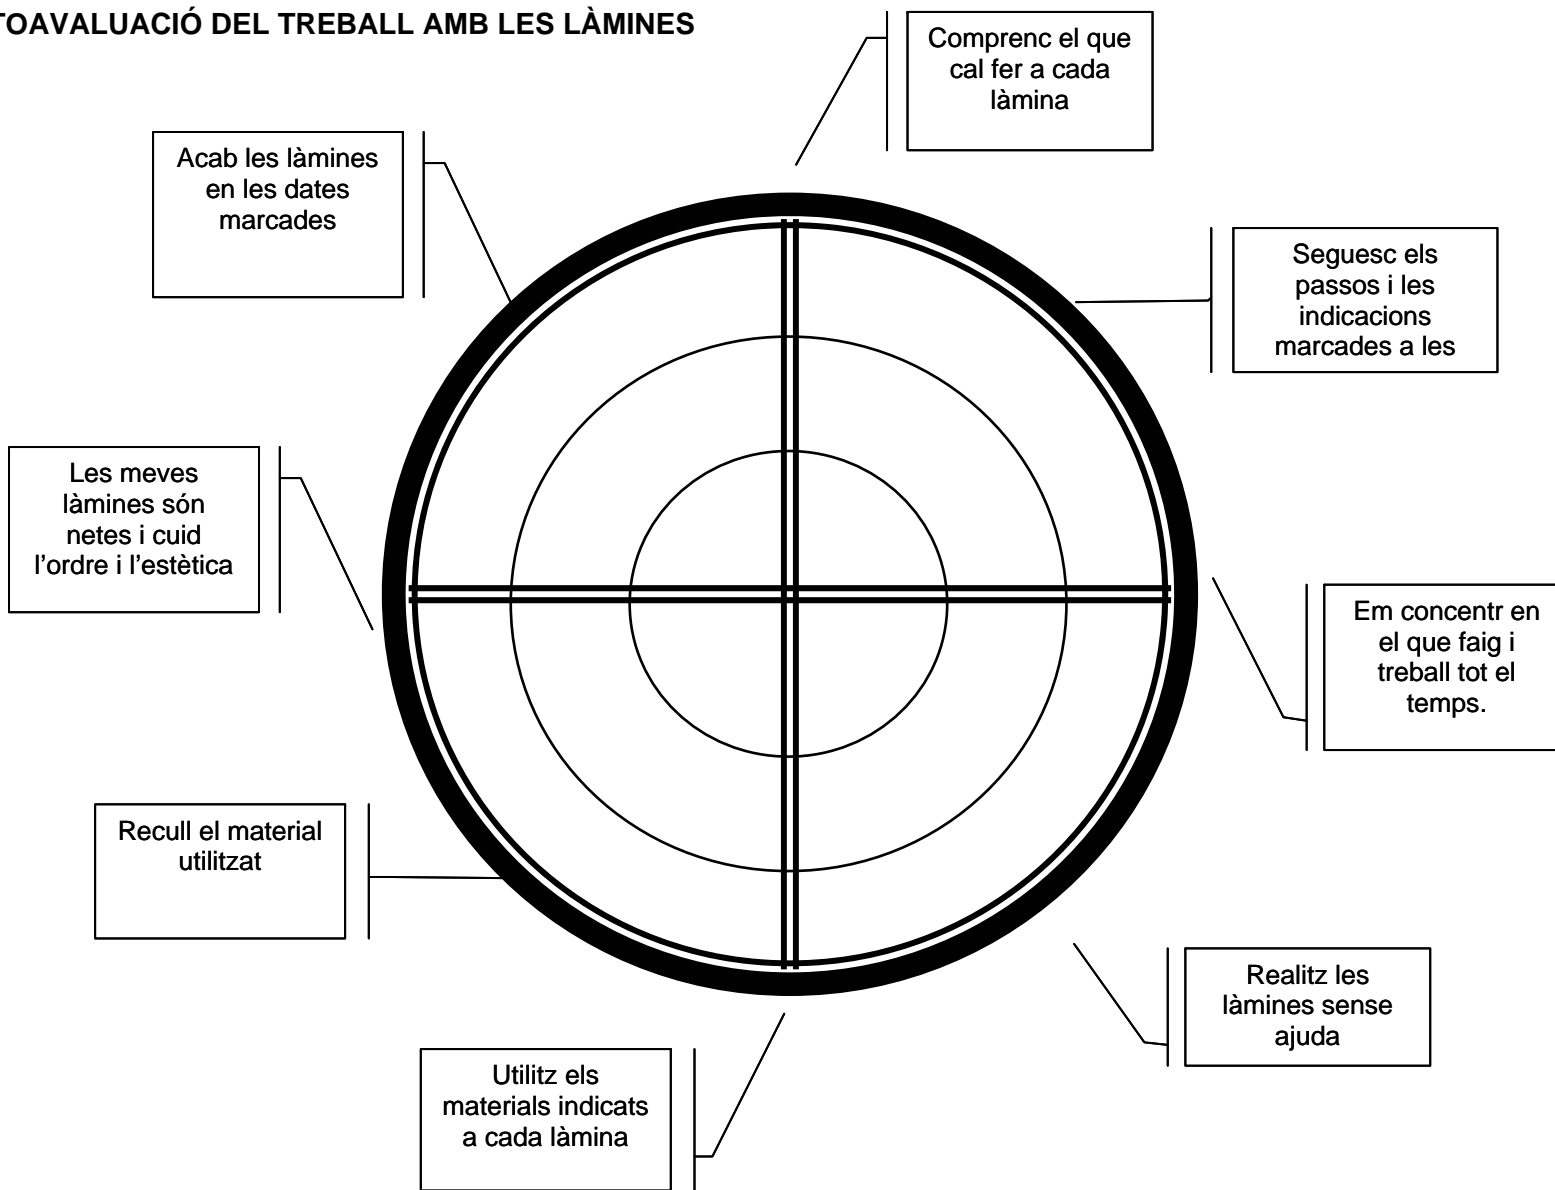 TOAVALUACIÓ DEL TREBALL AMB LES LÀMINES
Comprenc el que
cal fer a cada
làmina
Seguesc els
passos i les
indicacions
marcades a les
Em concentr en
el que faig i
treball tot el
temps.
Realitz les
làmines sense
ajuda
Utilitz els
materials indicats
a cada làmina
Recull el material
utilitzat
Les meves
làmines són
netes i cuid
l'ordre i l'estètica
Acab les làmines
en les dates
marcades